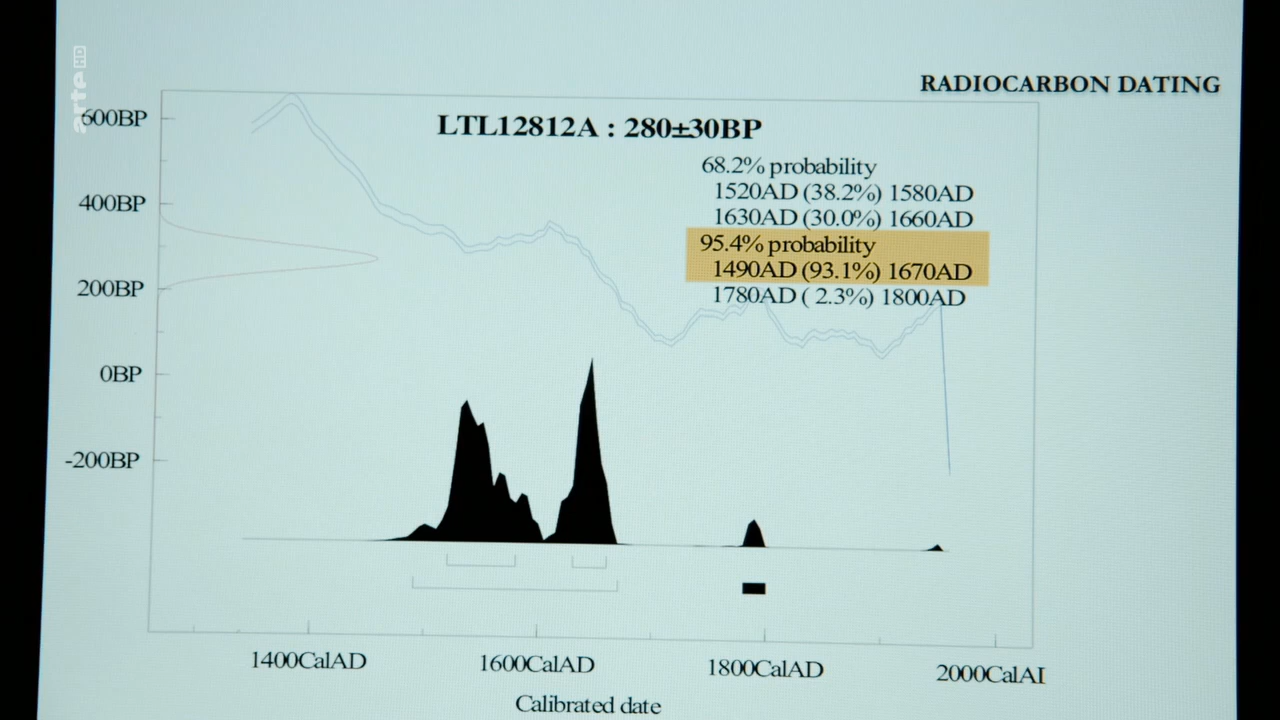 arte HD
RADIOCARBON DATING
LTL12812A : 280±30BP
68.2% probability
1520AD (38.2%) 1580AD
1630AD (30.0%) 1660AD
95.4% probability
1490AD (93.1%) 1670AD
1780AD ( 2.3%) 1800AD
600BP
400BP
200BP
0BP
-200BP
1400CalAD
1600CalAD
1800CalAD
2000CalAI
Calibrated date